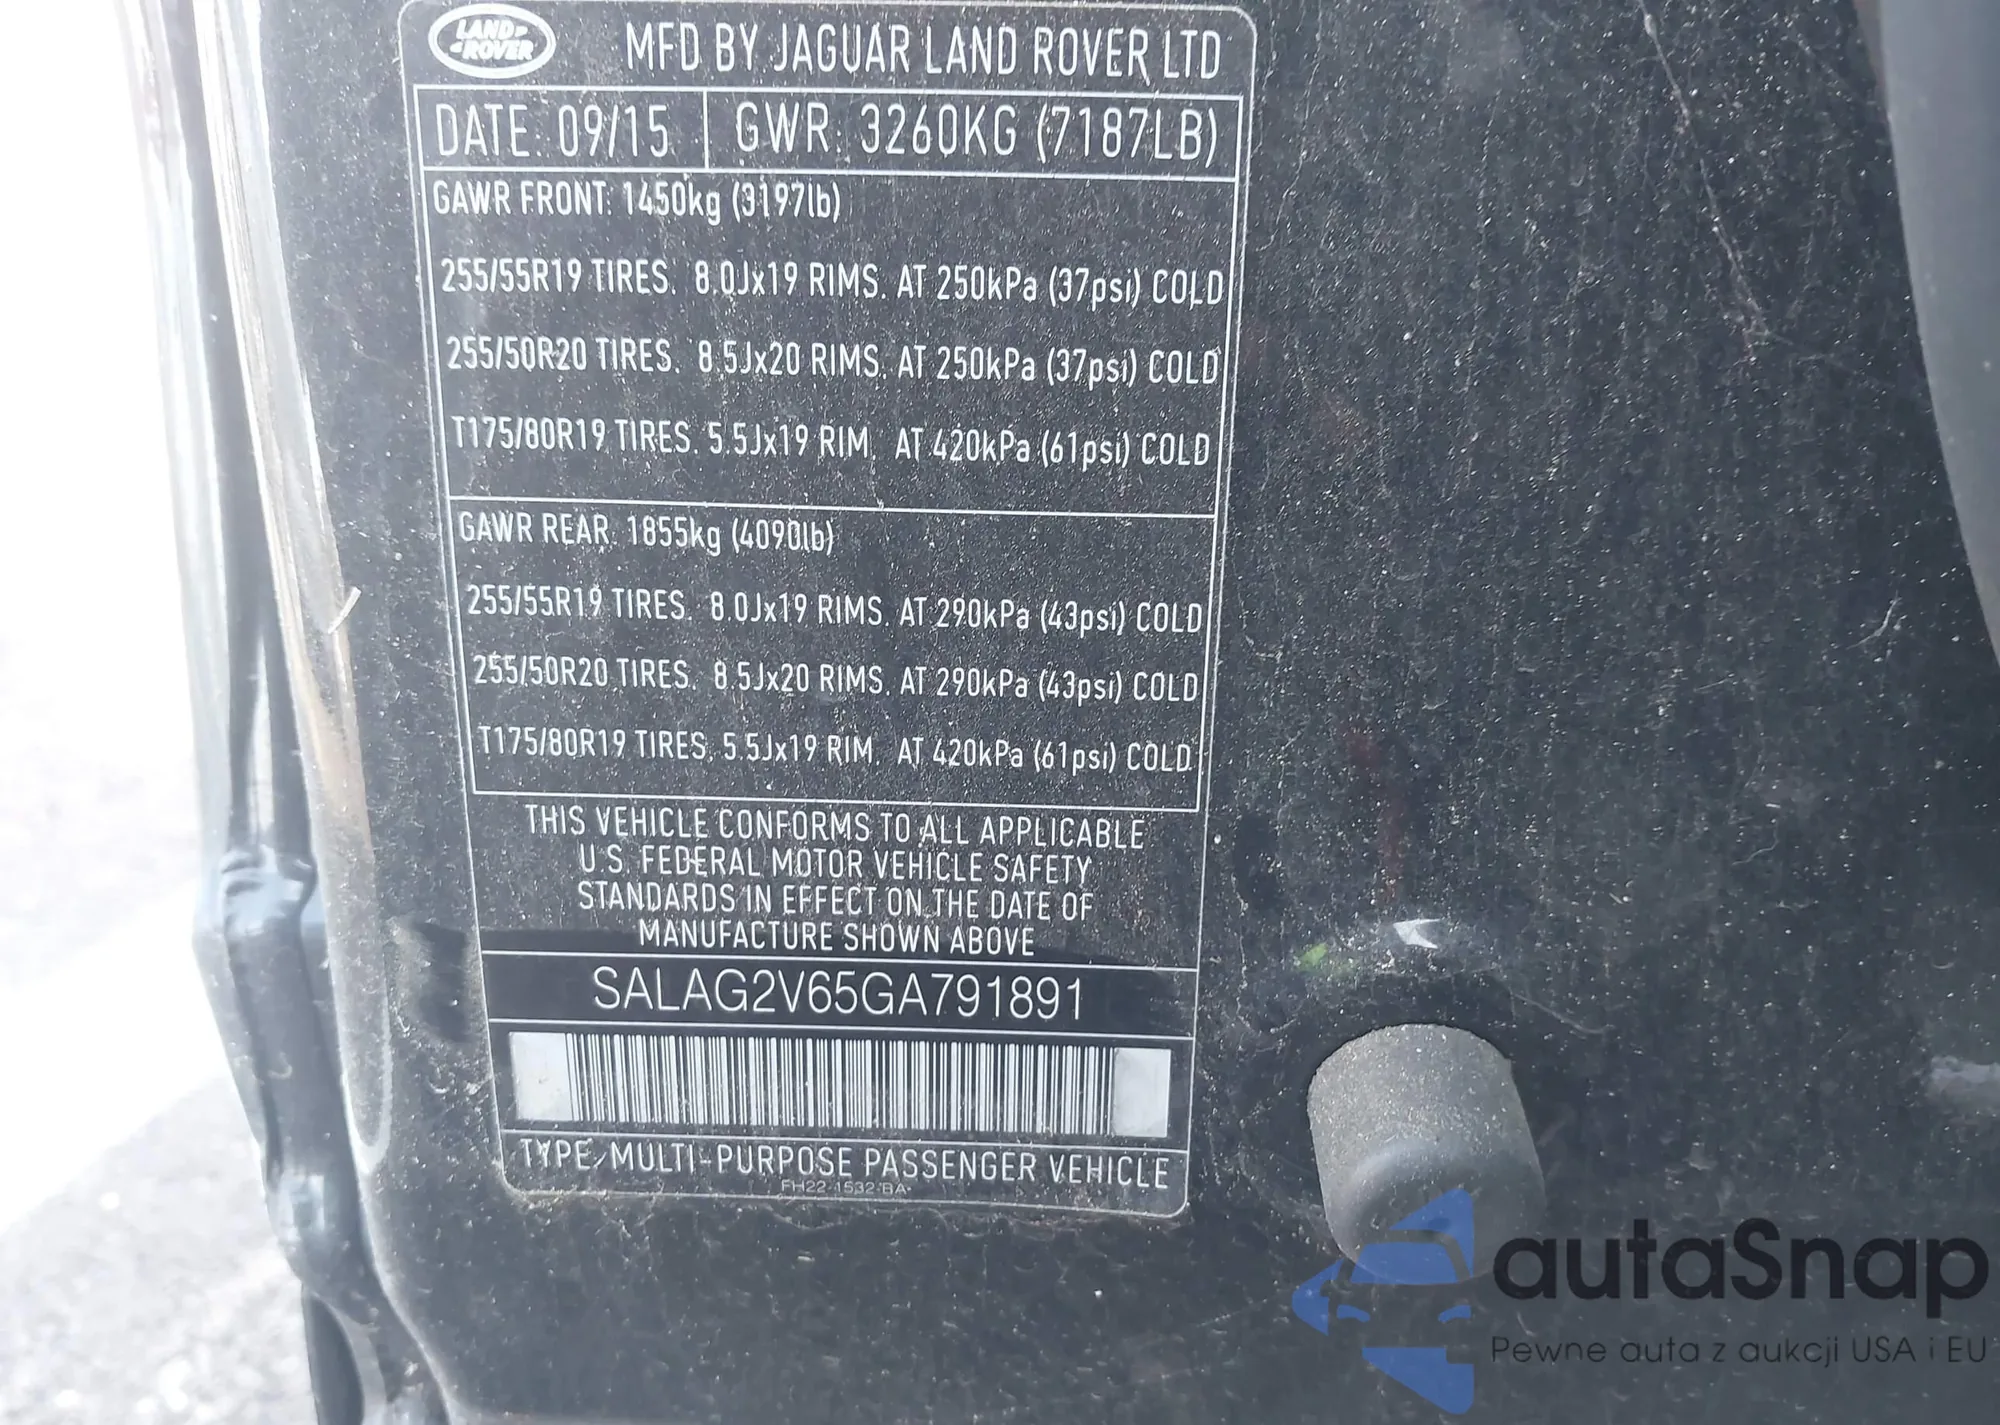 LAND ROVER
MFD BY JAGUAR LAND ROVER LTD
DATE: 09/15 GWR: 3260KG (7187LB)
GAWR FRONT: 1450kg (3197lb)
255/55R19 TIRES. 8.0Jx19 RIMS. AT 250kPa (37psi) COLD
255/50R20 TIRES. 8.5Jx20 RIMS. AT 250kPa (37psi) COLD
T175/80R19 TIRES. 5.5Jx19 RIM. AT 420kPa (61psi) COLD
GAWR REAR: 1855kg (4090lb)
255/55R19 TIRES. 8.0Jx19 RIMS. AT 290kPa (43psi) COLD
255/50R20 TIRES. 8.5Jx20 RIMS. AT 290kPa (43psi) COLD
T175/80R19 TIRES. 5.5Jx19 RIM. AT 420kPa (61psi) COLD
THIS VEHICLE CONFORMS TO ALL APPLICABLE
U.S. FEDERAL MOTOR VEHICLE SAFETY
STANDARDS IN EFFECT ON THE DATE OF
MANUFACTURE SHOWN ABOVE
SALAG2V65GA791891
TYPE: MULTI-PURPOSE PASSENGER VEHICLE
FH22-1532-BA
autaSnap
Pewne auta z aukcji USA i EU